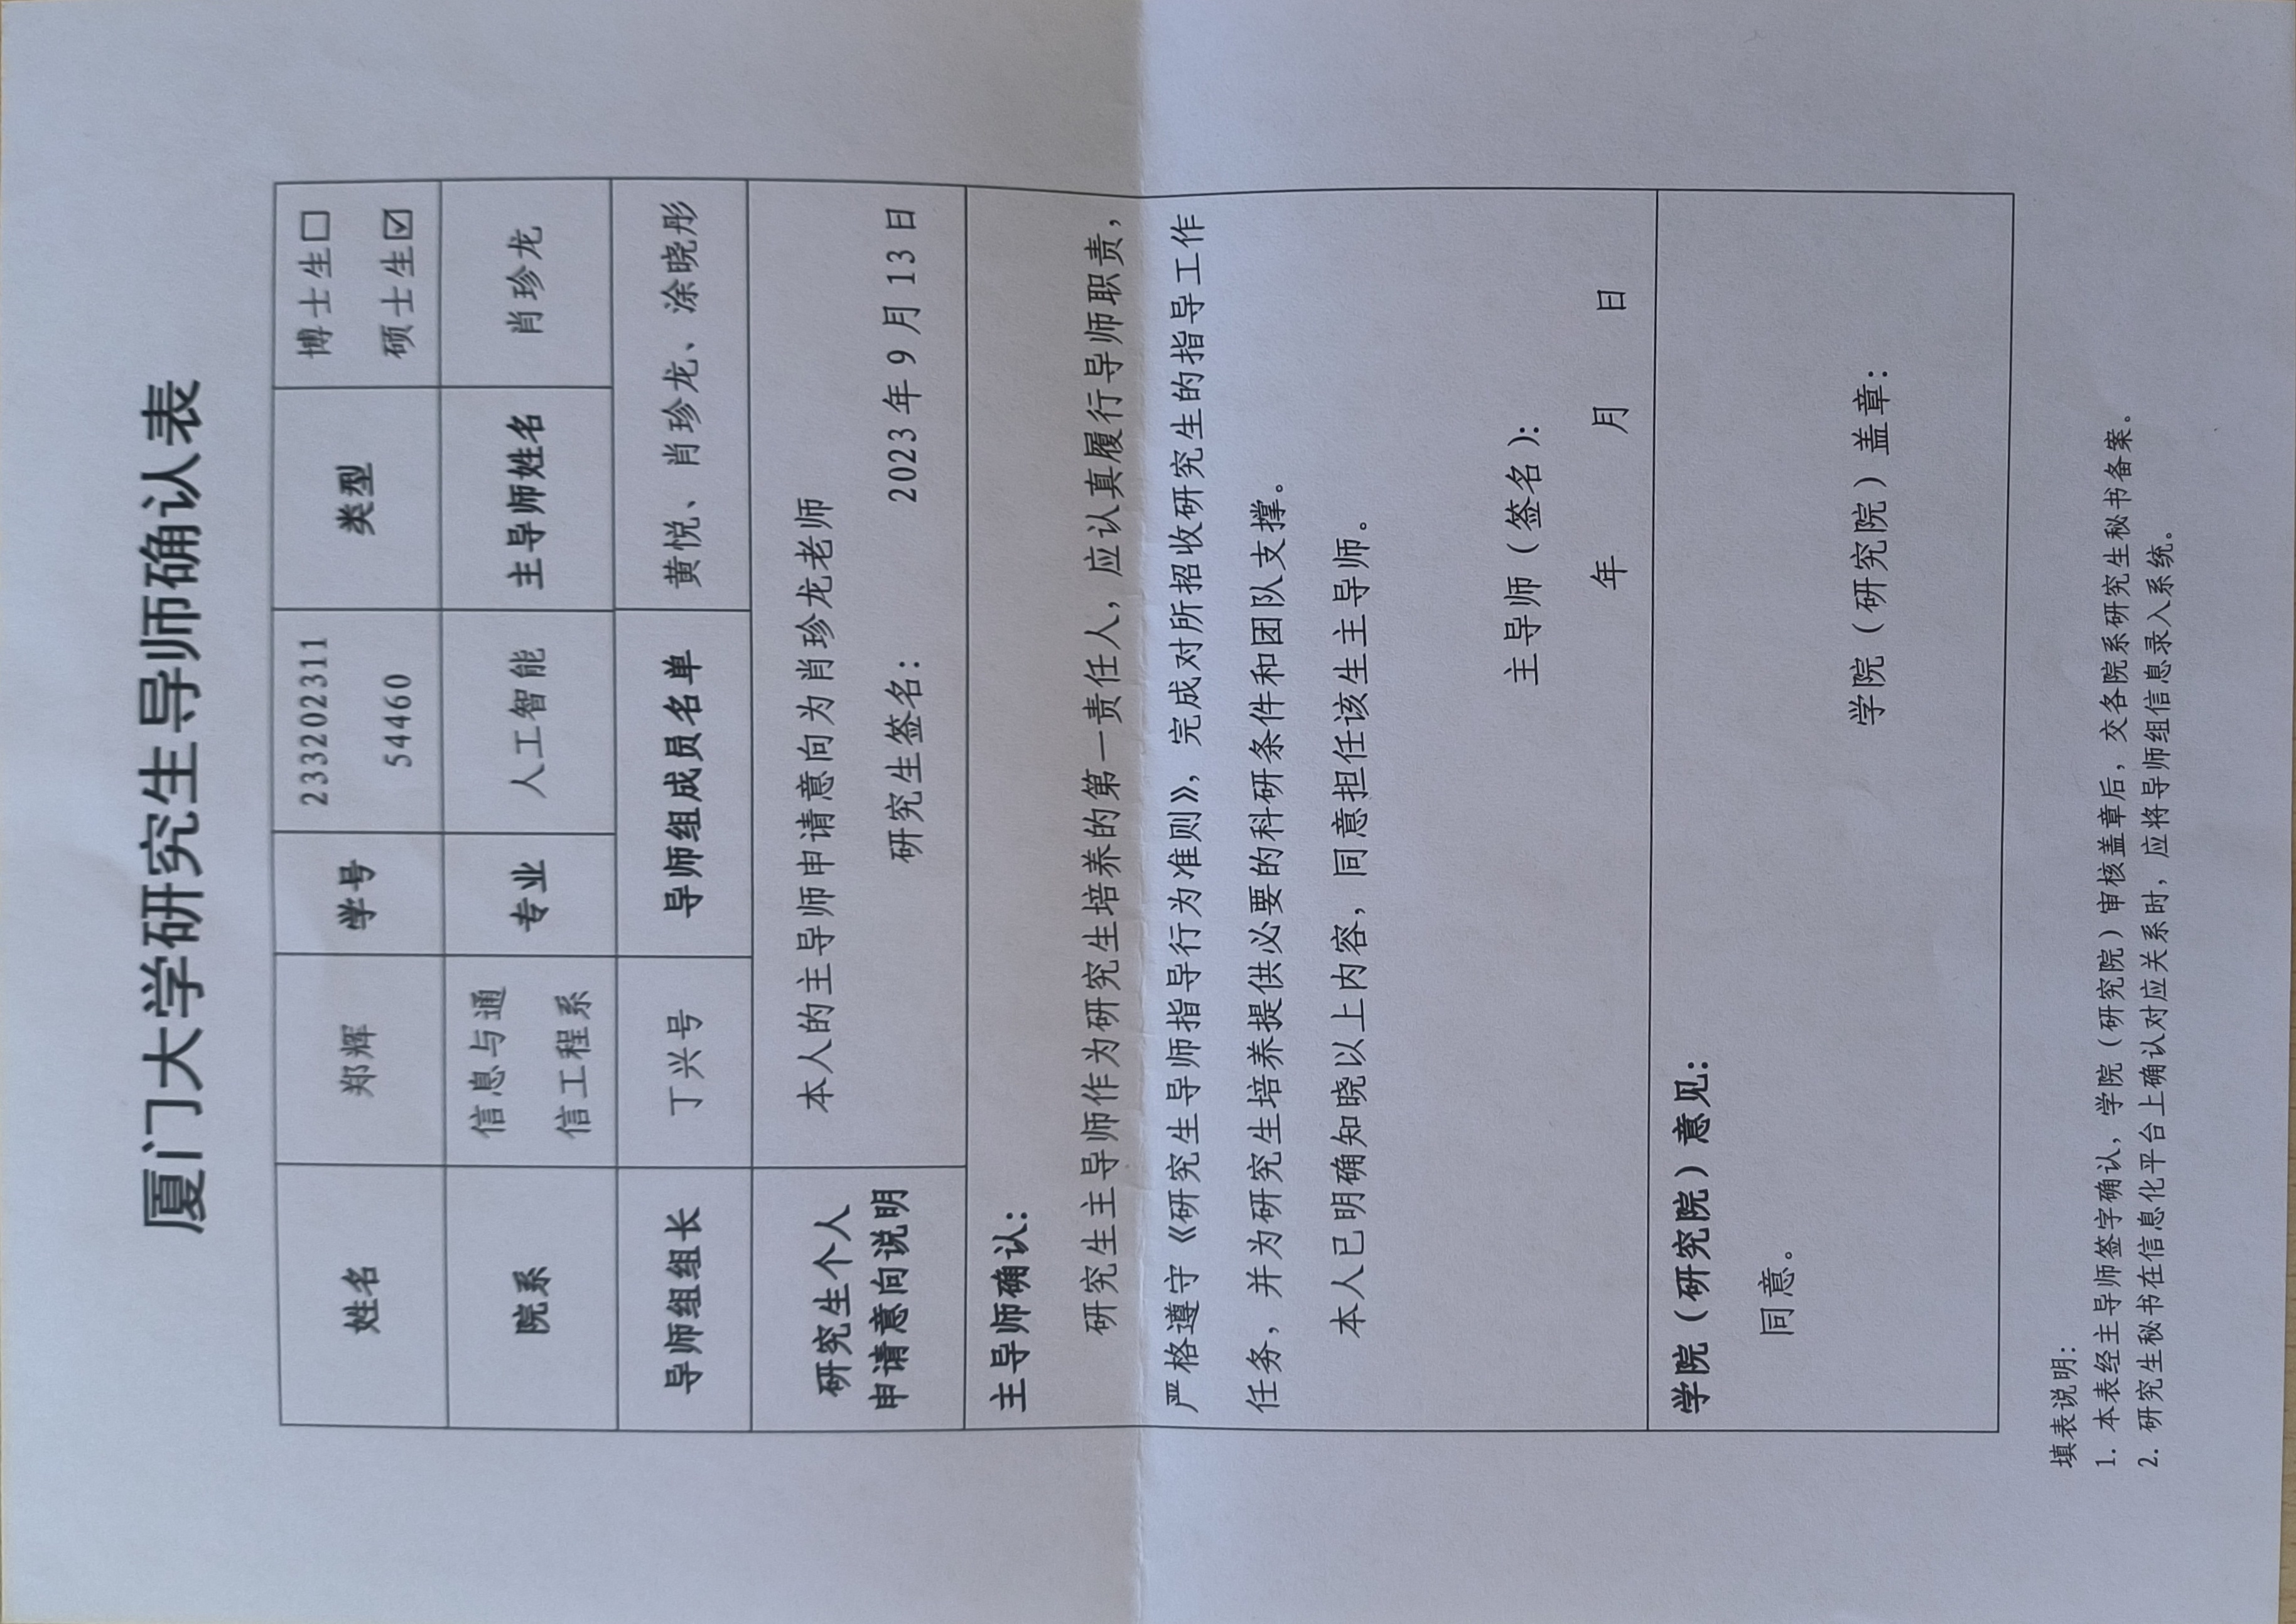 厦门大学研究生导师确认表
姓名 郑辉 学号 233202311 54460 类型 博士生☐ 硕士生☑
院系 信息与通信工程系 专业 人工智能 主导师姓名 肖珍龙
导师组组长 丁兴号 导师组成员名单 黄悦、肖珍龙、涂晓彤
研究生个人
申请意向说明
本人的主导师申请意向为肖珍龙老师
研究生签名： 2023年9月13日
主导师确认：
研究生主导师作为研究生培养的第一责任人，应认真履行导师职责，
严格遵守《研究生导师指导行为准则》，完成对所招收研究生的指导工作
任务，并为研究生培养提供必要的科研条件和团队支撑。
本人已明确知晓以上内容，同意担任该生主导师。
主导师（签名）：
年 月 日
学院（研究院）意见：
同意。
学院（研究院）盖章：
填表说明：
1. 本表经主导师签字确认，学院（研究院）审核盖章后，交各院系研究生秘书备案。
2. 研究生秘书在信息化平台上确认对应关系时，应将导师组信息录入系统。